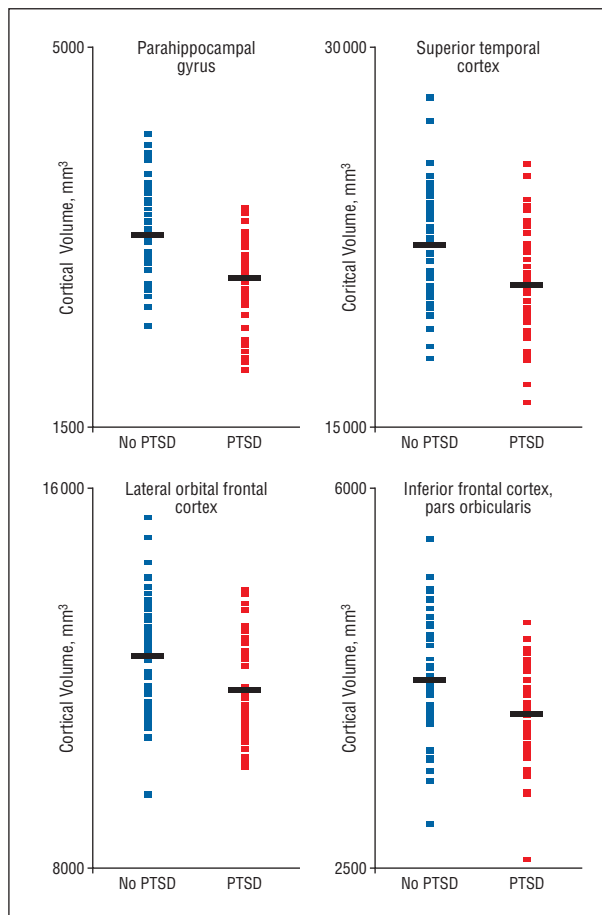 Parahippocampal
gyrus
5000
Cortical Volume, mm³
1500
No PTSD PTSD
Superior temporal
cortex
30 000
Coritcal Volume, mm³
15 000
No PTSD PTSD
Lateral orbital frontal
cortex
16 000
Cortical Volume, mm³
8000
No PTSD PTSD
Inferior frontal cortex,
pars orbicularis
6000
Cortical Volume, mm³
2500
No PTSD PTSD